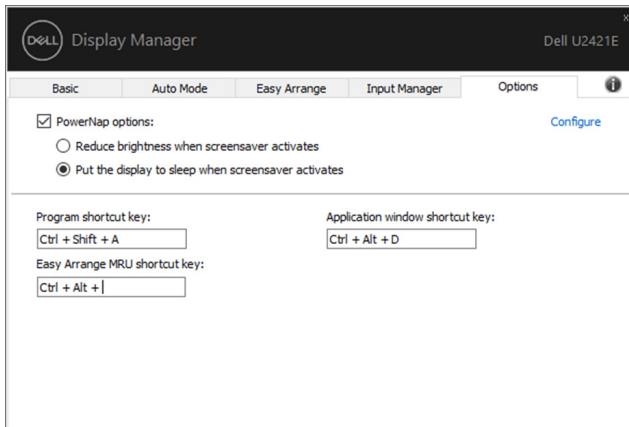 DELL Display Manager
Dell U2421E
x
Basic Auto Mode Easy Arrange Input Manager Options i
PowerNap options: Configure
Reduce brightness when screensaver activates
Put the display to sleep when screensaver activates
Program shortcut key: Application window shortcut key:
Ctrl + Shift + A Ctrl + Alt + D
Easy Arrange MRU shortcut key:
Ctrl + Alt +